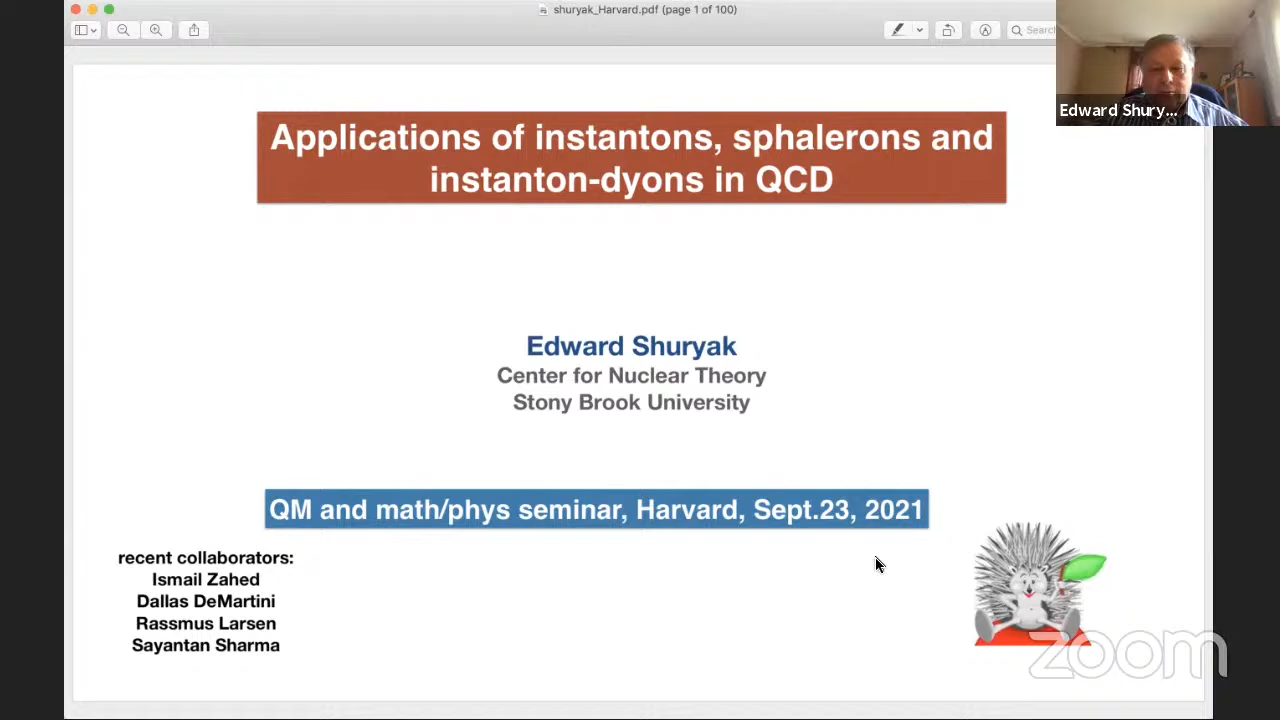 shuryak_Harvard.pdf (page 1 of 100)
Search
Edward Shury...
Applications of instantons, sphalerons and
instanton-dyons in QCD
Edward Shuryak
Center for Nuclear Theory
Stony Brook University
QM and math/phys seminar, Harvard, Sept.23, 2021
recent collaborators:
Ismail Zahed
Dallas DeMartini
Rassmus Larsen
Sayantan Sharma
zoom